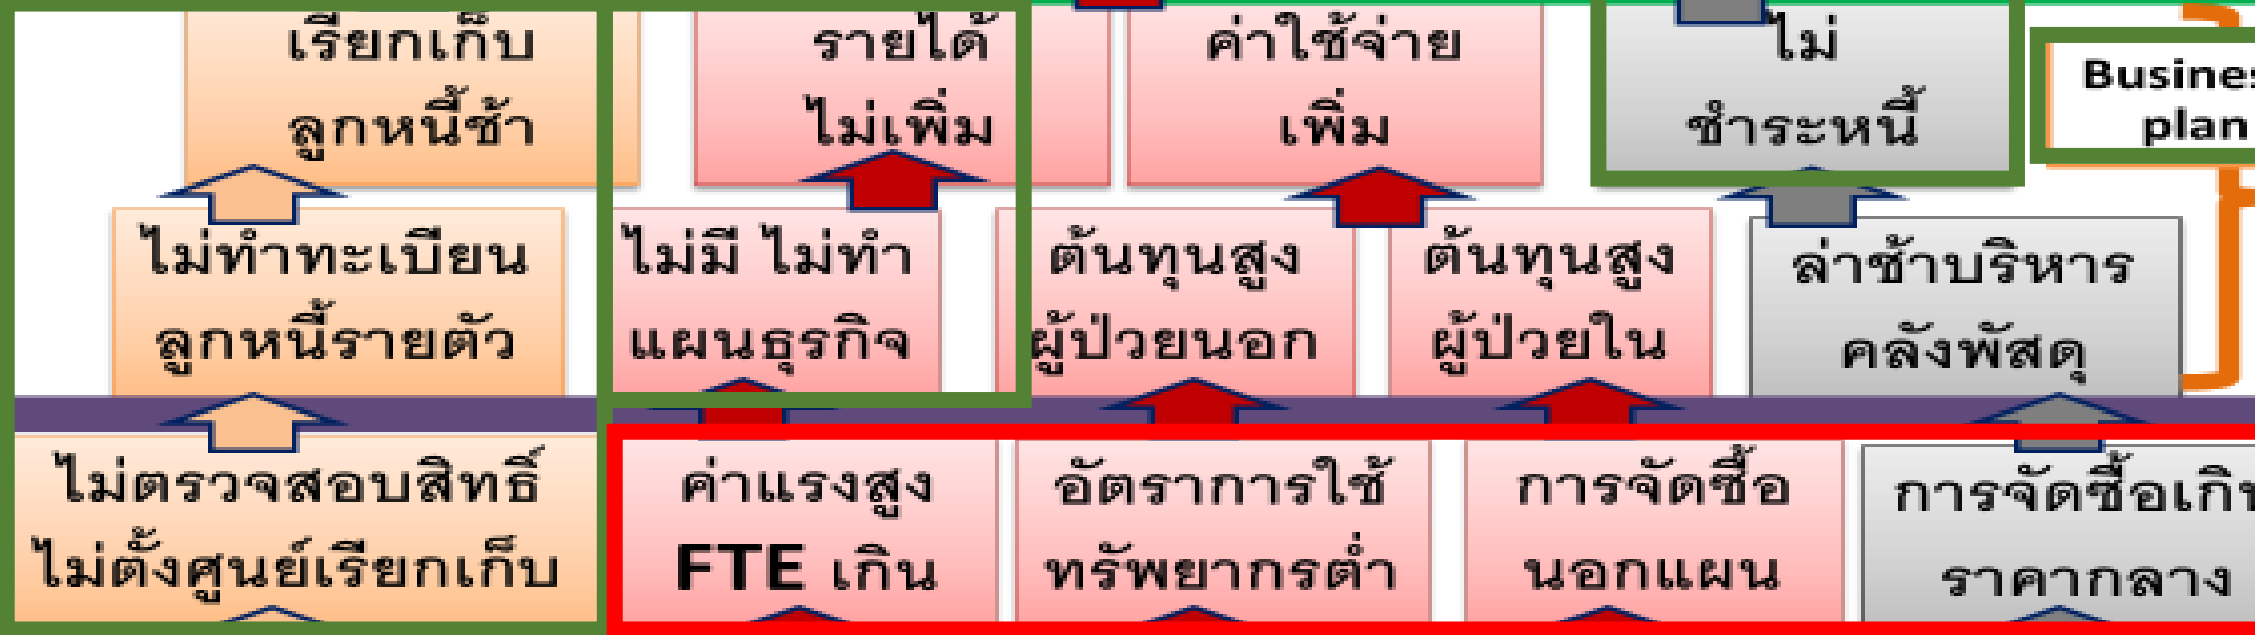 เรียกเก็บ
ลูกหนี้ช้า
รายได้
ไม่เพิ่ม
ค่าใช้จ่าย
เพิ่ม
ไม่
ชำระหนี้
plan
ไม่ทำทะเบียน
ลูกหนี้รายตัว
ไม่มี ไม่ทำ
แผนธุรกิจ
ต้นทุนสูง
ผู้ป่วยนอก
ต้นทุนสูง
ผู้ป่วยใน
ล่าช้าบริหาร
คลังพัสดุ
ไม่ตรวจสอบสิทธิ์
ไม่ตั้งศูนย์เรียกเก็บ
ค่าแรงสูง
FTE เกิน
อัตราการใช้
ทรัพยากรต่ำ
การจัดซื้อ
นอกแผน
การจัดซื้อ
ราคากลาง